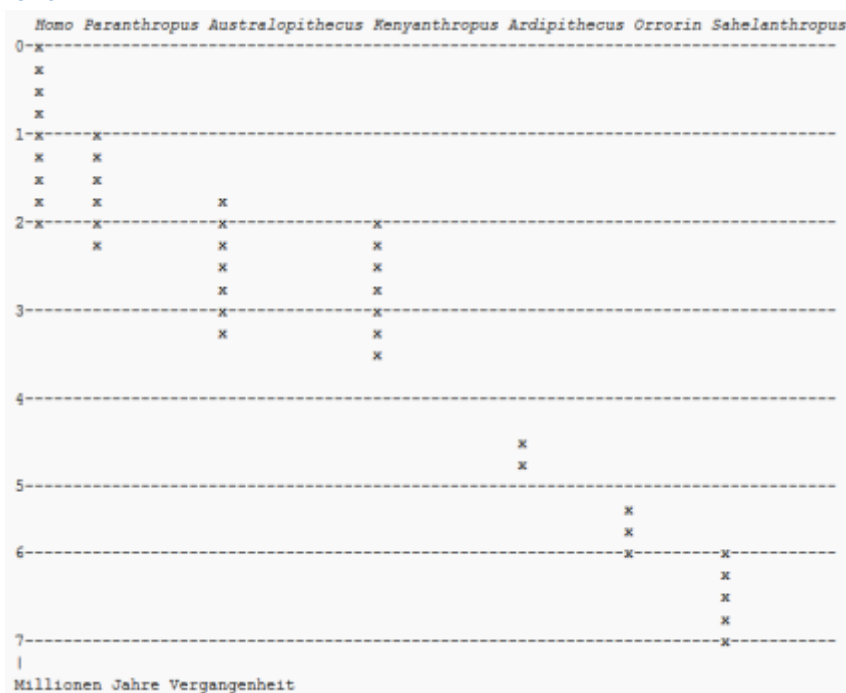 Homo Paranthropus Australopithecus Kenyanthropus Ardipithecus Orrorin Sahelanthropus
0-x------------------------------------------------------------------------------------------
x
x
x
1-x------x-----------------------------------------------------------------------------------
x x
x x
x x x
2-x------x---------------x-------------------x-----------------------------------------------
x x x
x x
x x
3------------------------x-------------------x-----------------------------------------------
x x
x
4--------------------------------------------------------------------------------------------
x
x
5--------------------------------------------------------------------------------------------
x
x
6------------------------------------------------------------------------x-----------x-------
x
x
x
7------------------------------------------------------------------------------------x-------
|
Millionen Jahre Vergangenheit